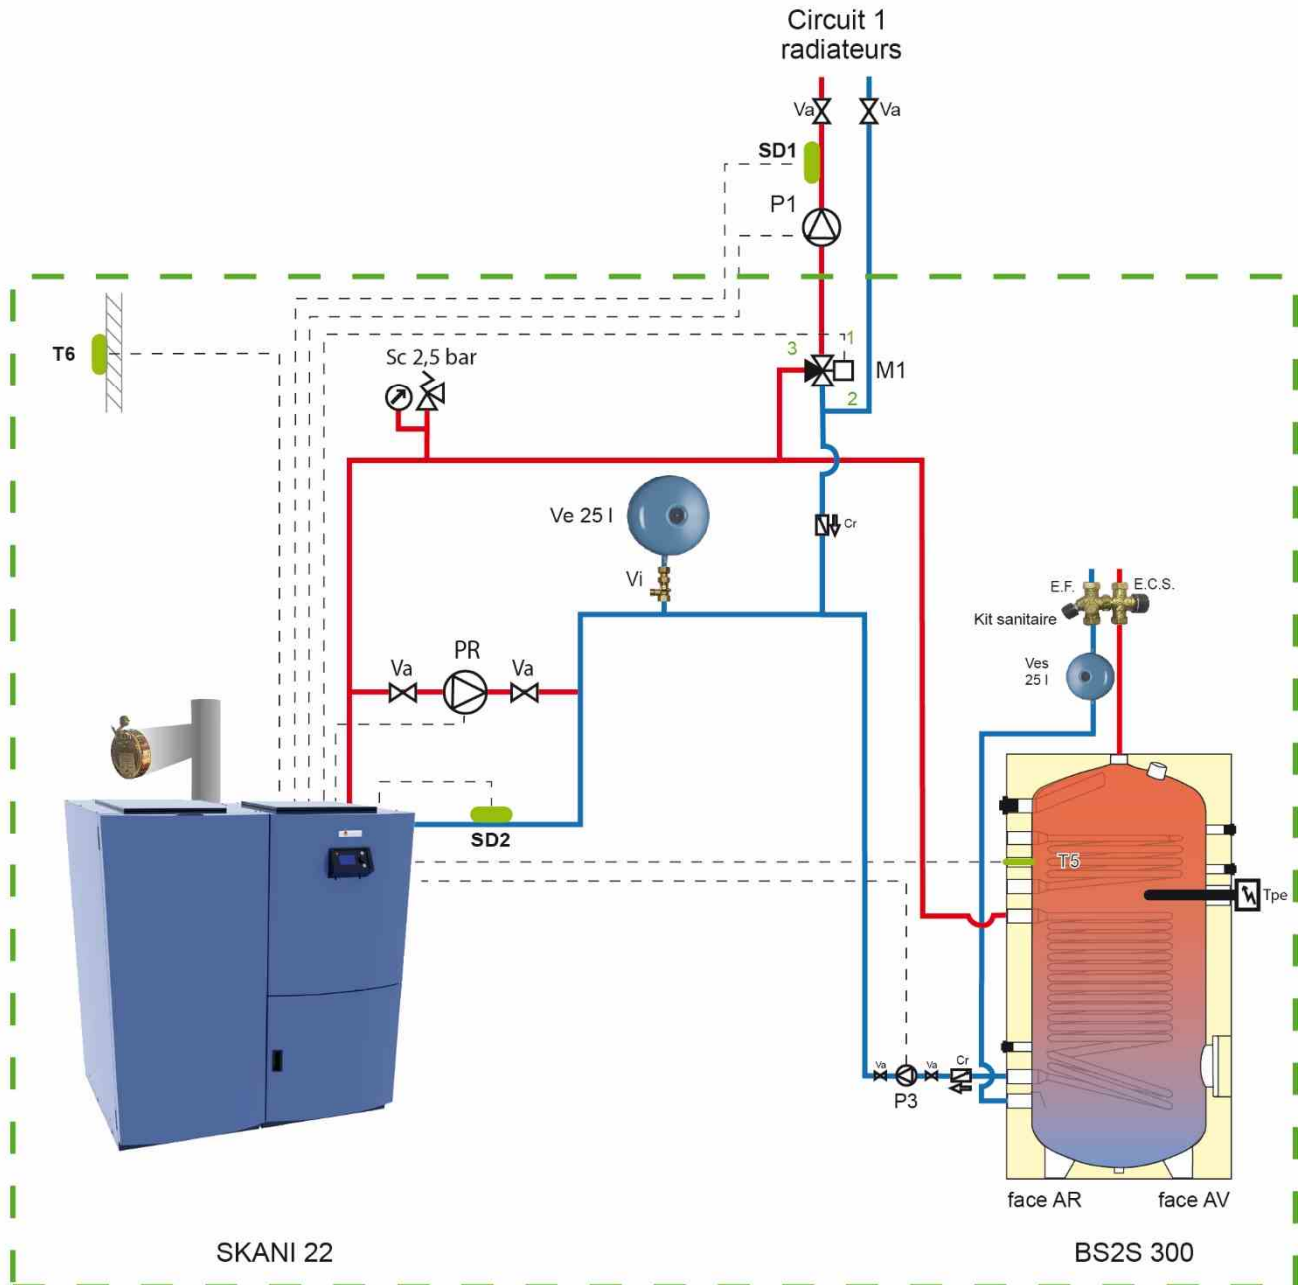 Circuit 1
radiateurs
Va
Va
SD1
P1
T6
Sc 2,5 bar
3
1
M1
2
Ve 25 l
Cr
Vi
E.F.
E.C.S.
Kit sanitaire
Va
PR
Va
Ves
25 l
SD2
T5
Tpe
Va
Va
Cr
P3
face AR
face AV
SKANI 22
BS2S 300